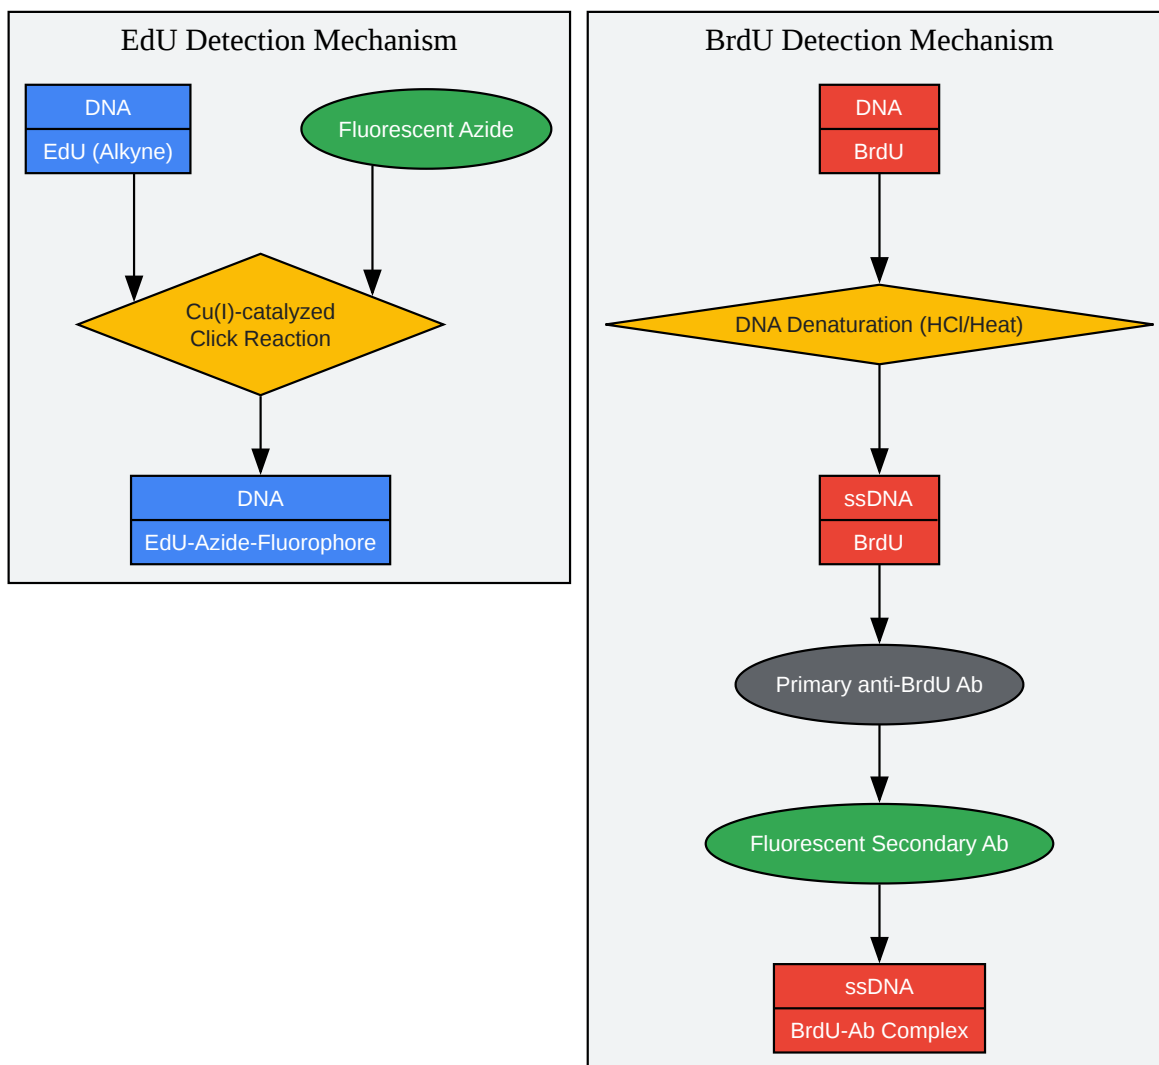 EdU Detection Mechanism
DNA
EdU (Alkyne)
Fluorescent Azide
Cu(I)-catalyzed
Click Reaction
DNA
EdU-Azide-Fluorophore
BrdU Detection Mechanism
DNA
BrdU
DNA Denaturation (HCl/Heat)
ssDNA
BrdU
Primary anti-BrdU Ab
Fluorescent Secondary Ab
ssDNA
BrdU-Ab Complex